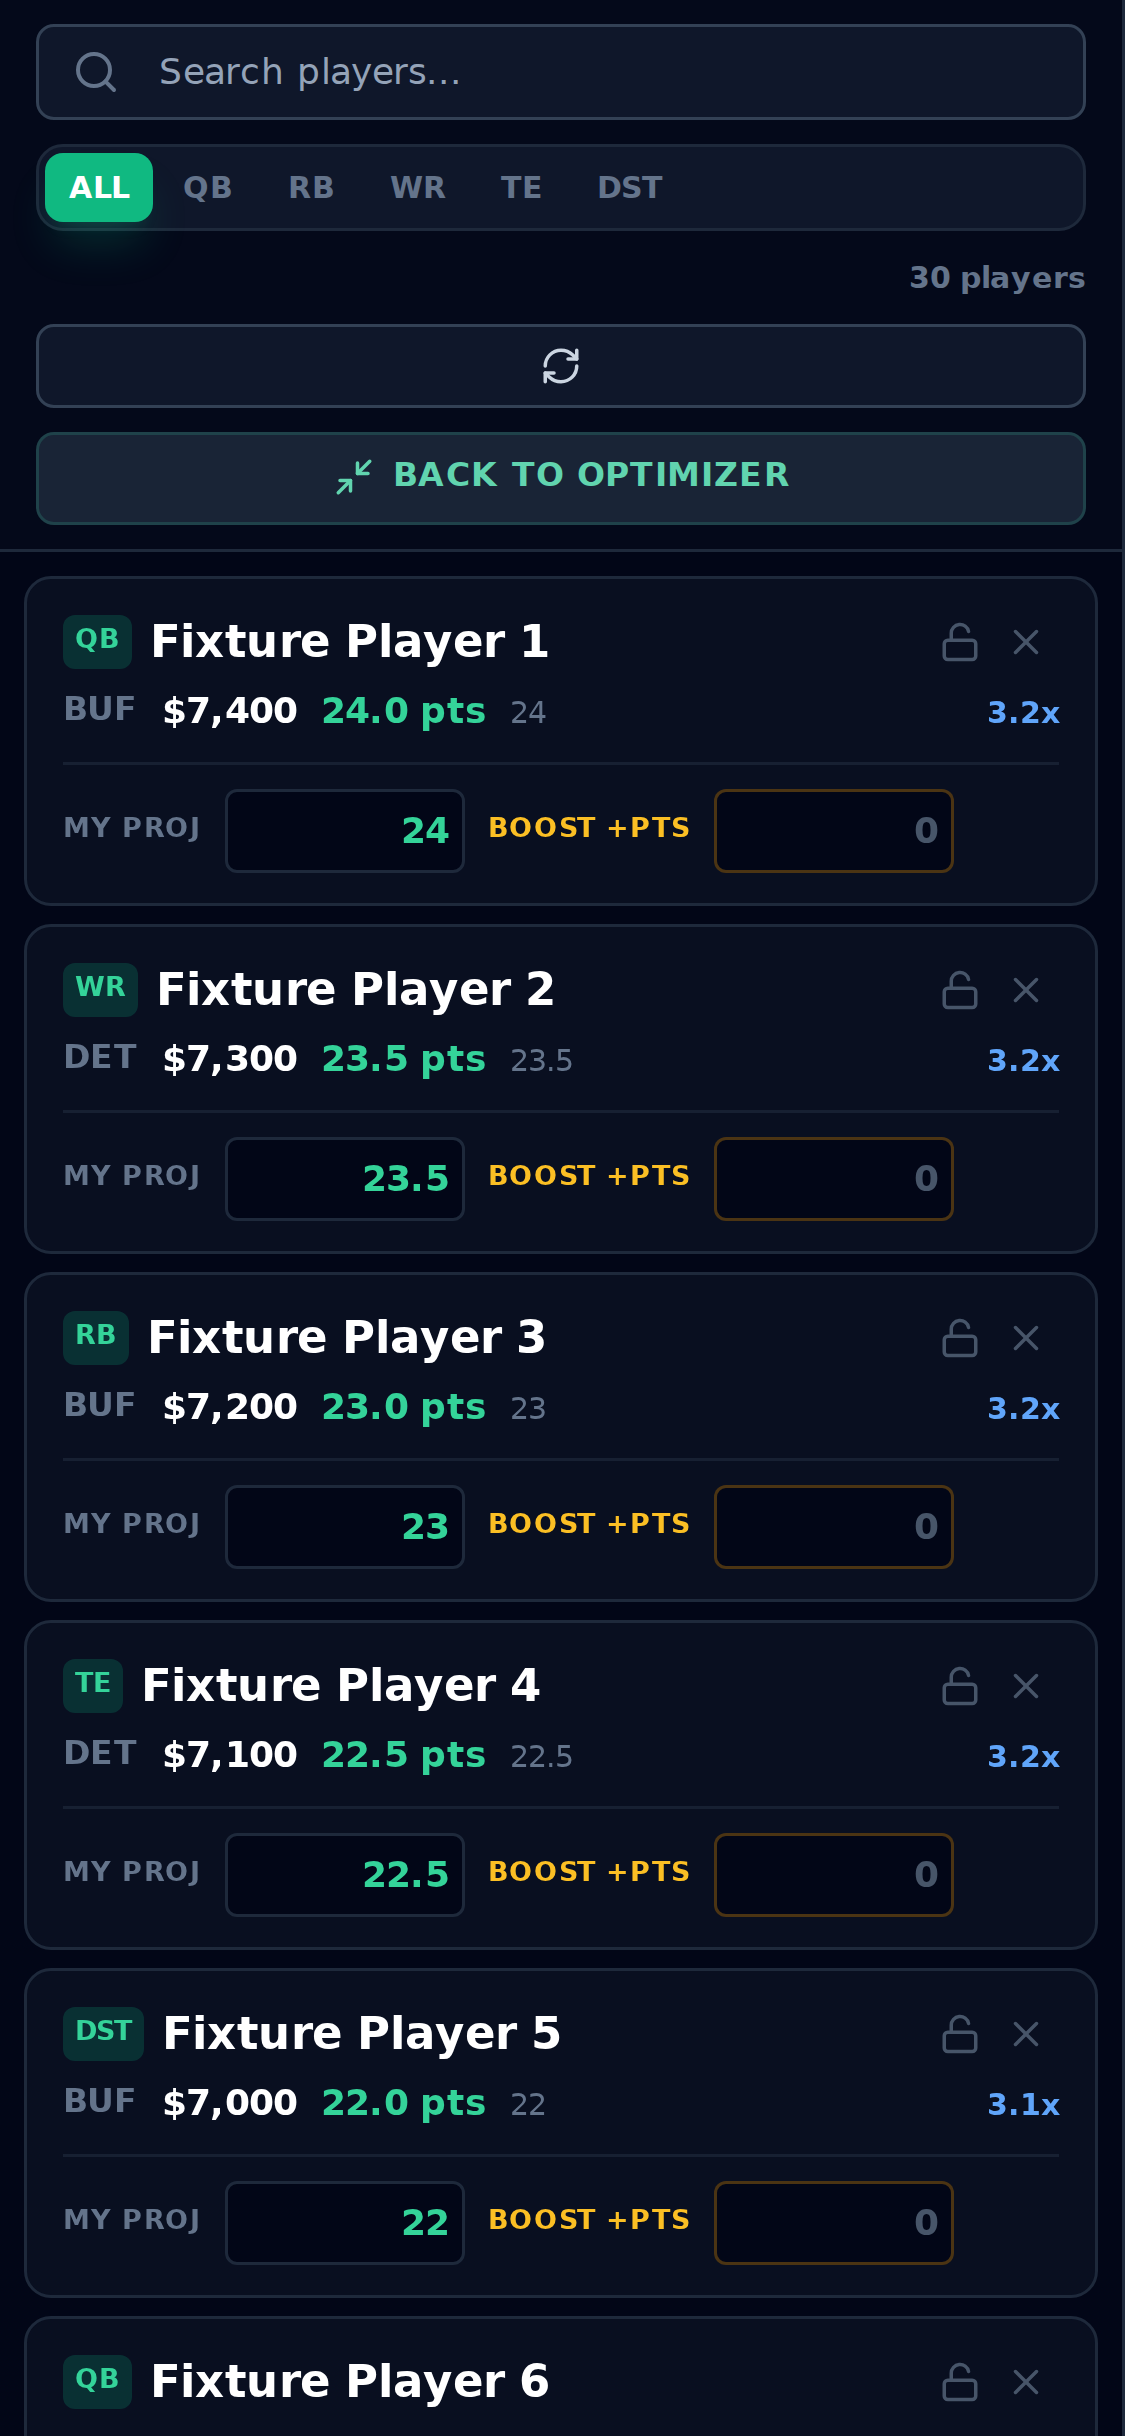 Search players...
ALL QB RB WR TE DST
30 players
BACK TO OPTIMIZER
QB Fixture Player 1
BUF $7,400 24.0 pts 24 3.2x
MY PROJ 24 BOOST +PTS 0
WR Fixture Player 2
DET $7,300 23.5 pts 23.5 3.2x
MY PROJ 23.5 BOOST +PTS 0
RB Fixture Player 3
BUF $7,200 23.0 pts 23 3.2x
MY PROJ 23 BOOST +PTS 0
TE Fixture Player 4
DET $7,100 22.5 pts 22.5 3.2x
MY PROJ 22.5 BOOST +PTS 0
DST Fixture Player 5
BUF $7,000 22.0 pts 22 3.1x
MY PROJ 22 BOOST +PTS 0
QB Fixture Player 6